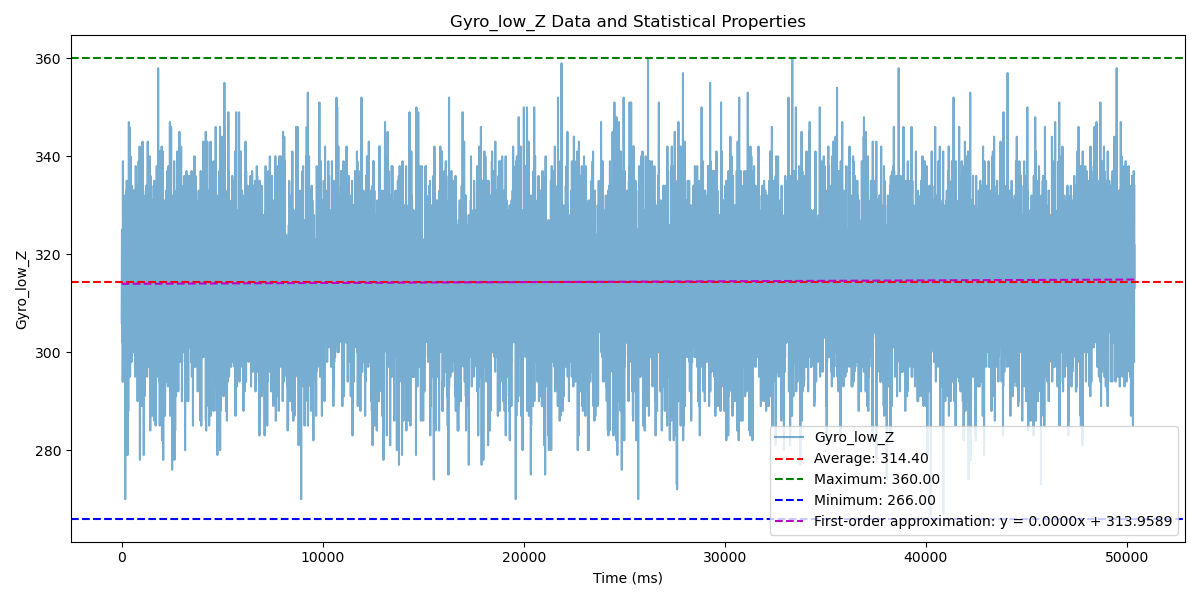 Gyro_low_Z Data and Statistical Properties
360
340
320
300
280
Gyro_low_Z
0
10000
20000
30000
40000
50000
Time (ms)
Gyro_low_Z
Average: 314.40
Maximum: 360.00
Minimum: 266.00
First-order approximation: y = 0.0000x + 313.9589